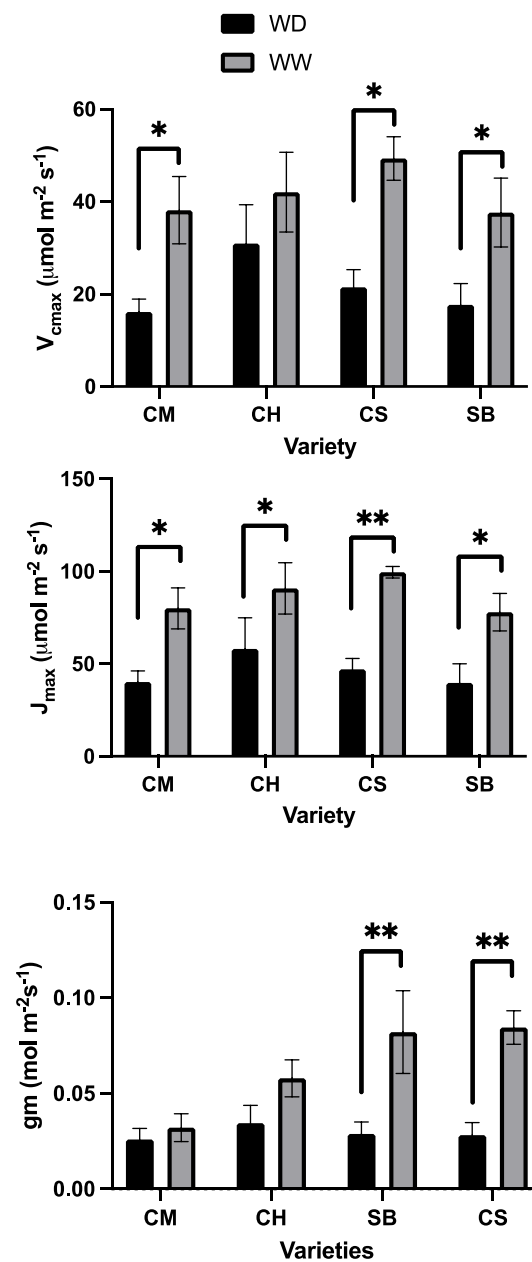 WD
WW
60
40
20
0
V_cmax (μmol m⁻² s⁻¹)
*
*
*
CM CH CS SB
Variety
150
100
50
0
J_max (μmol m⁻² s⁻¹)
*
*
**
*
CM CH CS SB
Variety
0.15
0.10
0.05
0.00
gm (mol m⁻²s⁻¹)
**
**
CM CH SB CS
Varieties